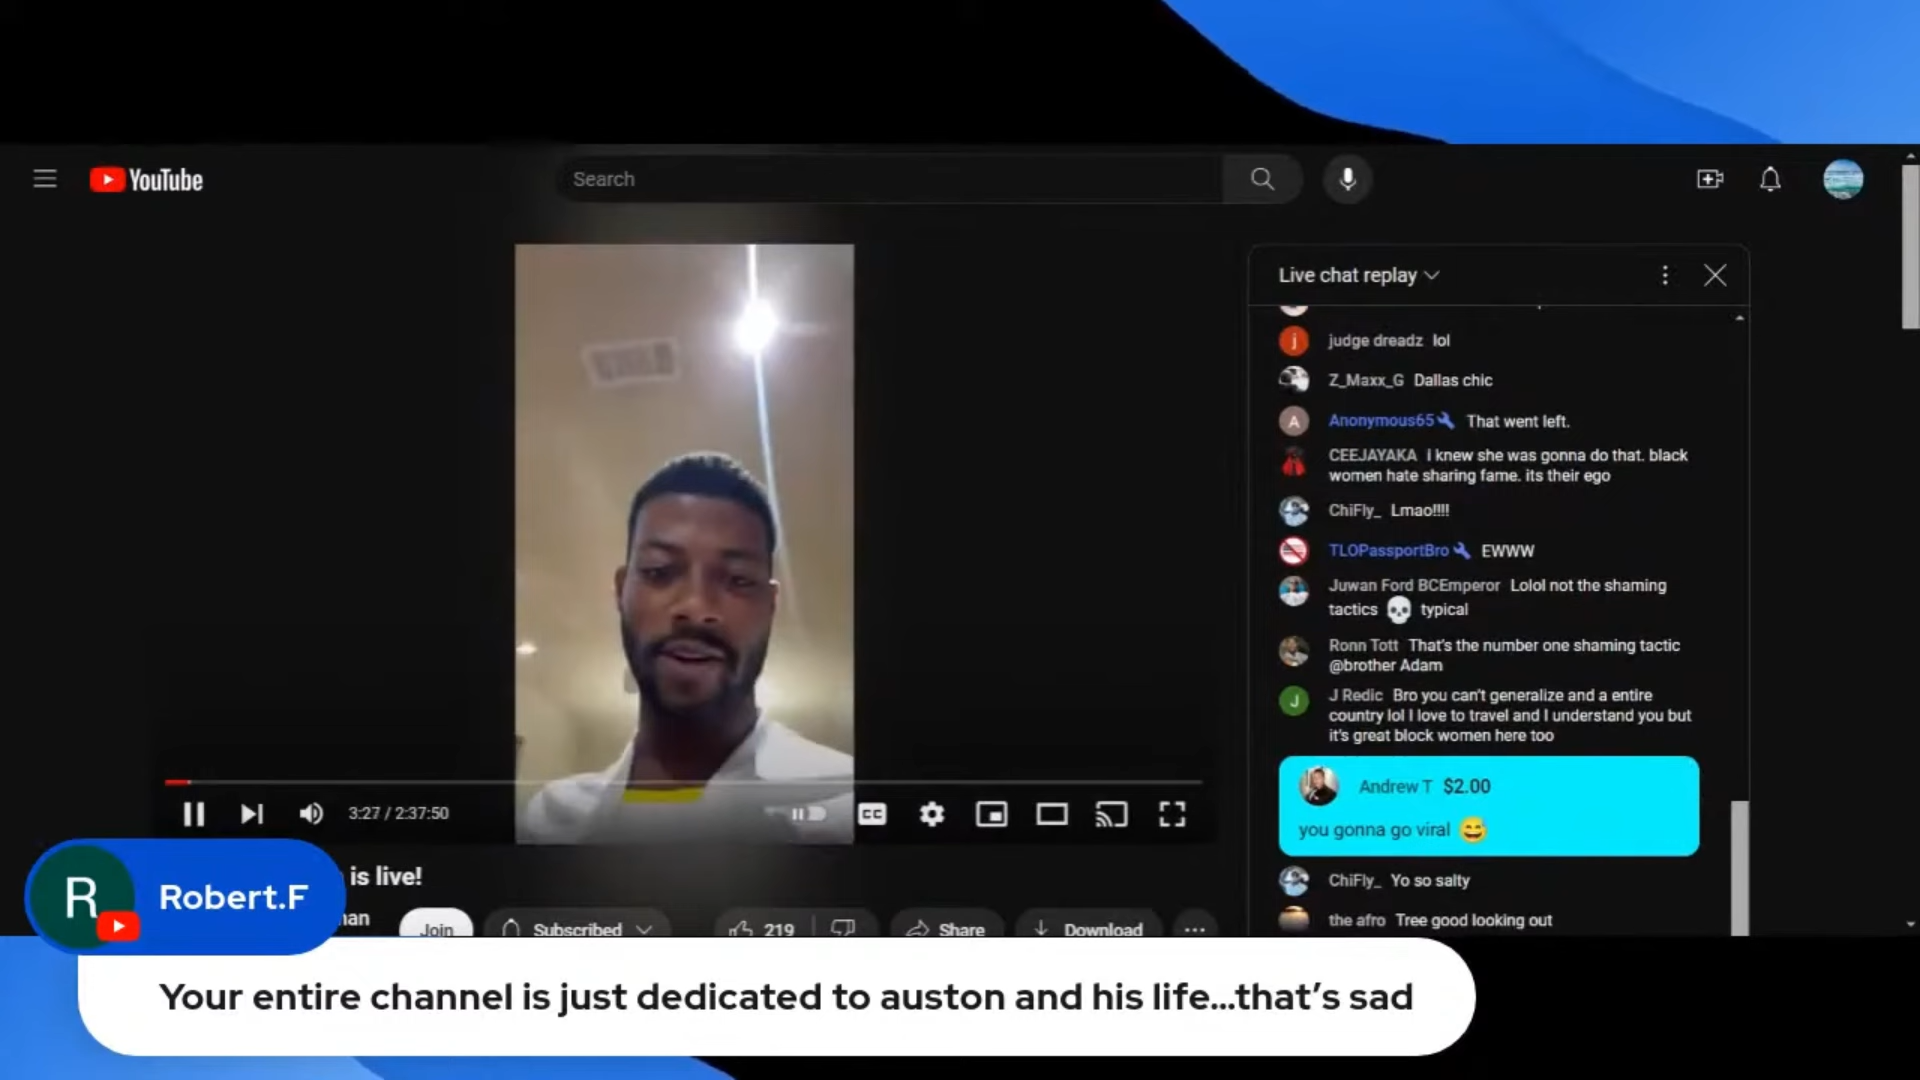 YouTube
Search
Live chat replay
judge dreadz lol
Z_Maxx_G Dallas chic
A Anonymous65 That went left.
CEEJAYAKA i knew she was gonna do that. black
women hate sharing fame. its their ego
ChiFly_ Lmao!!!!
TLOPassportBro EWWW
Juwan Ford BCEmperor Lolol not the shaming
tactics 💀 typical
Ronn Tott That's the number one shaming tactic
@brother Adam
J J Redic Bro you can't generalize and a entire
country lol I love to travel and I understand you but
it's great block women here too
Andrew T $2.00
you gonna go viral 😅
ChiFly_ Yo so salty
the afro Tree good looking out
3:27 / 2:37:50
CC
is live!
Join
Subscribed
219
Share
Download
R Robert.F
Your entire channel is just dedicated to auston and his life...that's sad